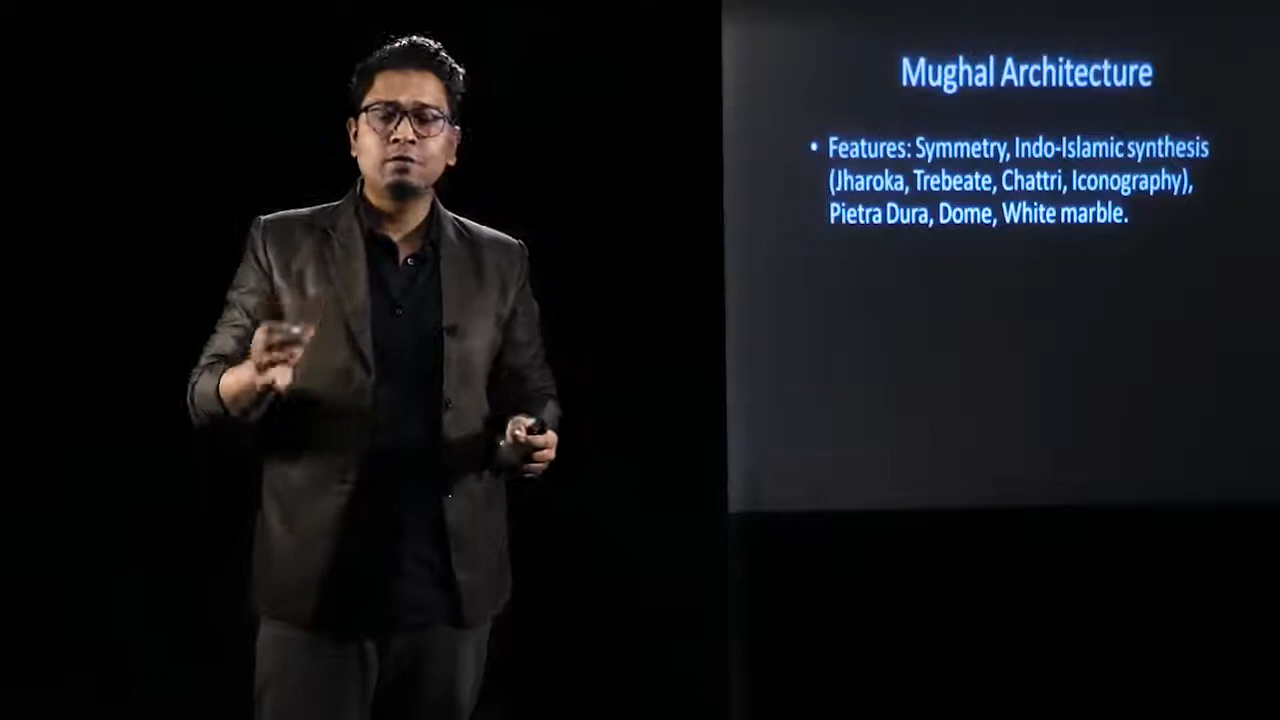 Mughal Architecture
• Features: Symmetry, Indo-Islamic synthesis
(Jharoka, Trebeate, Chattri, Iconography),
Pietra Dura, Dome, White marble.